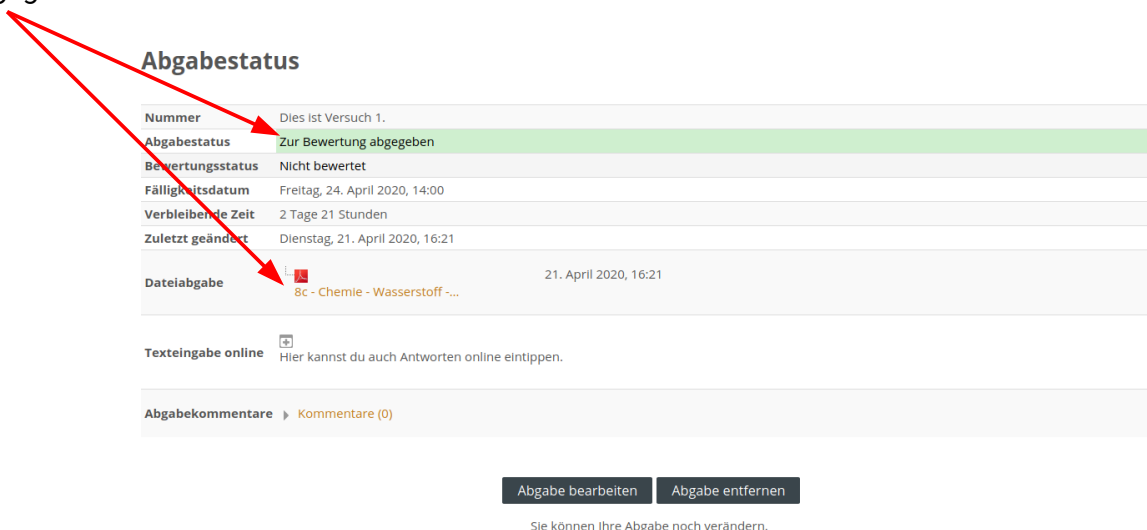 Abgabestatus
Nummer Dies ist Versuch 1.
Abgabestatus Zur Bewertung abgegeben
Bewertungsstatus Nicht bewertet
Fälligkeitsdatum Freitag, 24. April 2020, 14:00
Verbleibende Zeit 2 Tage 21 Stunden
Zuletzt geändert Dienstag, 21. April 2020, 16:21
Dateiabgabe 21. April 2020, 16:21
8c - Chemie - Wasserstoff -...
Texteingabe online Hier kannst du auch Antworten online eintippen.
Abgabekommentare Kommentare (0)
Abgabe bearbeiten Abgabe entfernen
Sie können Ihre Abgabe noch verändern.